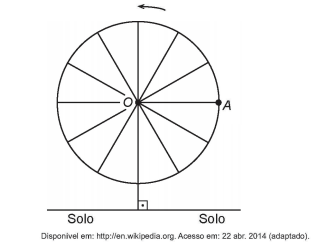 O
A
Solo Solo
Disponível em: http://en.wikipedia.org. Acesso em: 22 abr. 2014 (adaptado).